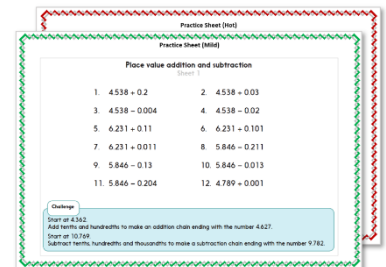 Practice Sheet (Hot)
Practice Sheet (Mild)
Place value addition and subtraction
Sheet 1
1. 4.538 + 0.2 2. 4.538 + 0.03
3. 4.538 – 0.004 4. 4.538 – 0.02
5. 6.231 + 0.11 6. 6.231 + 0.101
7. 6.231 + 0.011 8. 5.846 – 0.211
9. 5.846 – 0.13 10. 5.846 – 0.013
11. 5.846 – 0.204 12. 4.789 + 0.001
Challenge
Start at 4.362.
Add tenths and hundredths to make an addition chain ending with the number 4.627.
Start at 10.769.
Subtract tenths, hundredths and thousandths to make a subtraction chain ending with the number 9.782.